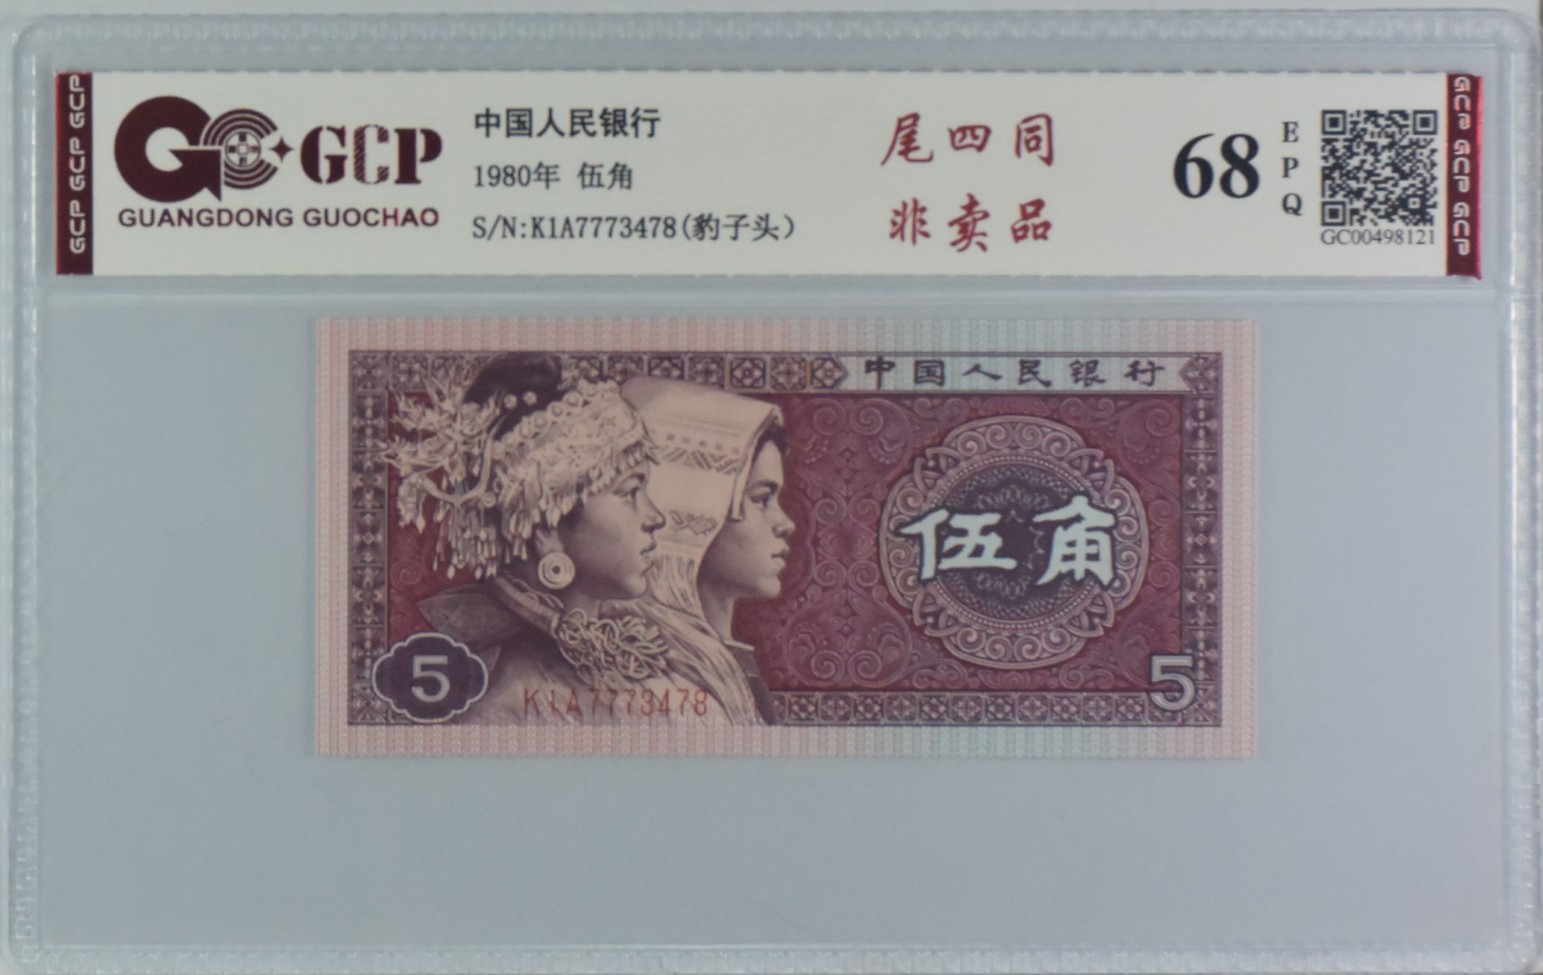 GCP GCP GCP
GCP
GUANGDONG GUOCHAO
中国人民银行
1980年 伍角
S/N:K1A7773478(豹子头)
尾四同
非卖品
68
EPQ
GC00498121
GCP GCP GCP
中国人民银行
伍角
5
K1A7773478
5